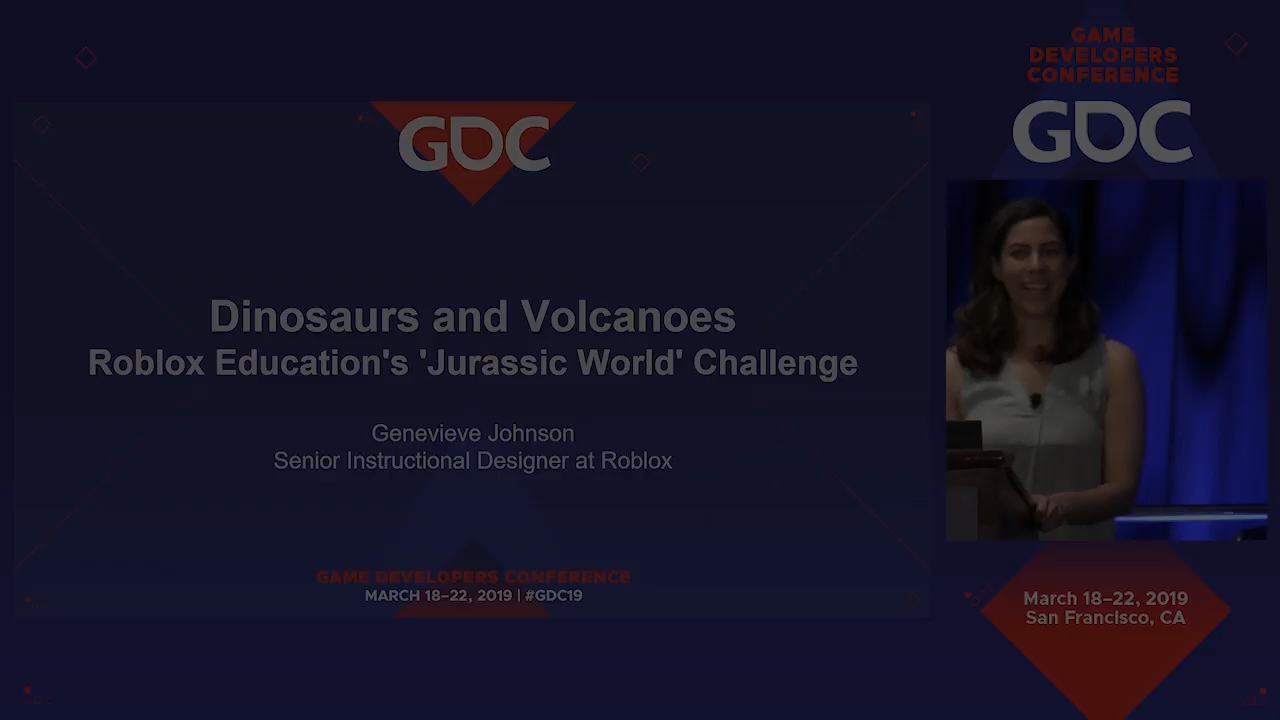 GDC
Dinosaurs and Volcanoes
Roblox Education's 'Jurassic World' Challenge
Genevieve Johnson
Senior Instructional Designer at Roblox
GAME DEVELOPERS CONFERENCE
MARCH 18–22, 2019 | #GDC19
GAME
DEVELOPERS
CONFERENCE
GDC
March 18–22, 2019
San Francisco, CA